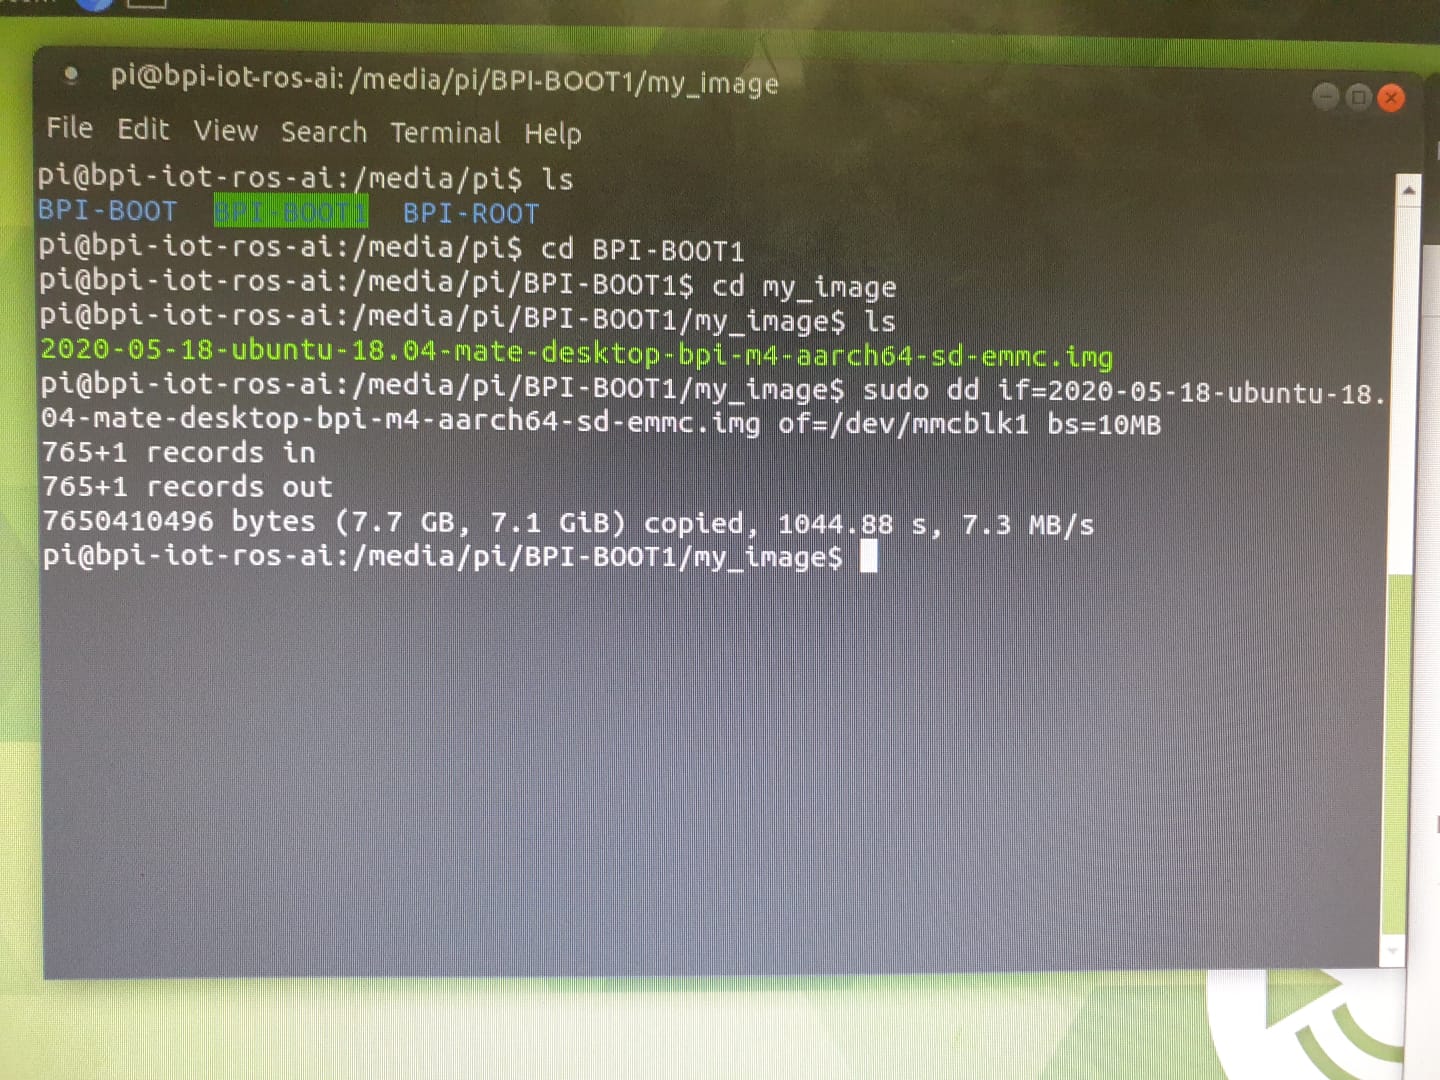 pi@bpi-iot-ros-ai: /media/pi/BPI-BOOT1/my_image
File Edit View Search Terminal Help
pi@bpi-iot-ros-ai:/media/pi$ ls
BPI-BOOT BPI-BOOT1 BPI-ROOT
pi@bpi-iot-ros-ai:/media/pi$ cd BPI-BOOT1
pi@bpi-iot-ros-ai:/media/pi/BPI-BOOT1$ cd my_image
pi@bpi-iot-ros-ai:/media/pi/BPI-BOOT1/my_image$ ls
2020-05-18-ubuntu-18.04-mate-desktop-bpi-m4-aarch64-sd-emmc.img
pi@bpi-iot-ros-ai:/media/pi/BPI-BOOT1/my_image$ sudo dd if=2020-05-18-ubuntu-18.
04-mate-desktop-bpi-m4-aarch64-sd-emmc.img of=/dev/mmcblk1 bs=10MB
765+1 records in
765+1 records out
7650410496 bytes (7.7 GB, 7.1 GiB) copied, 1044.88 s, 7.3 MB/s
pi@bpi-iot-ros-ai:/media/pi/BPI-BOOT1/my_image$